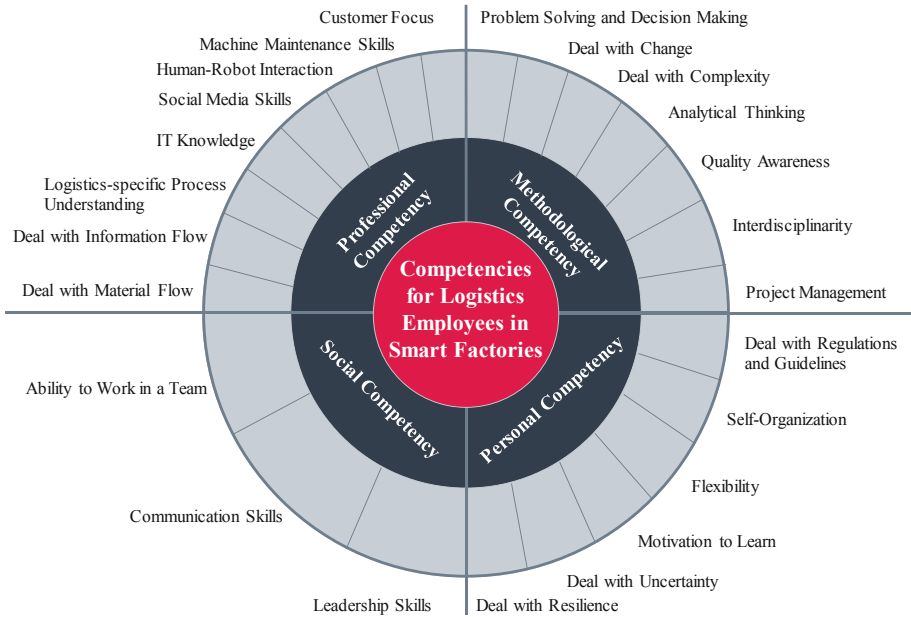 Customer Focus
Problem Solving and Decision Making
Machine Maintenance Skills
Deal with Change
Human-Robot Interaction
Deal with Complexity
Social Media Skills
Analytical Thinking
IT Knowledge
Quality Awareness
Logistics-specific Process
Understanding
Interdisciplinarity
Deal with Information Flow
Deal with Material Flow
Project Management
Professional
Competency
Methodological
Competency
Competencies
for Logistics
Employees in
Smart Factories
Social Competency
Personal Competency
Deal with Regulations
and Guidelines
Ability to Work in a Team
Self-Organization
Flexibility
Communication Skills
Motivation to Learn
Deal with Uncertainty
Leadership Skills
Deal with Resilience